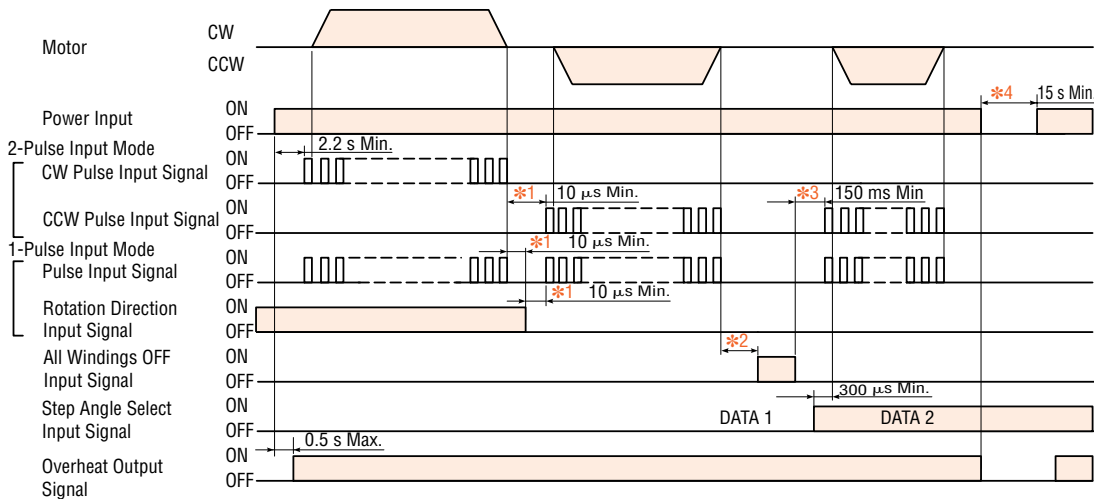 CW
Motor
CCW
ON ✻4 15 s Min.
Power Input
OFF
2-Pulse Input Mode 2.2 s Min.
ON
CW Pulse Input Signal
OFF
✻1 10 µs Min. ✻3 150 ms Min
ON
CCW Pulse Input Signal
OFF
1-Pulse Input Mode ✻1 10 µs Min.
ON
Pulse Input Signal
OFF
✻1 10 µs Min.
Rotation Direction ON
Input Signal OFF
All Windings OFF ON ✻2
Input Signal OFF
300 µs Min.
Step Angle Select ON
DATA 1 DATA 2
Input Signal OFF
0.5 s Max.
Overheat Output ON
Signal OFF